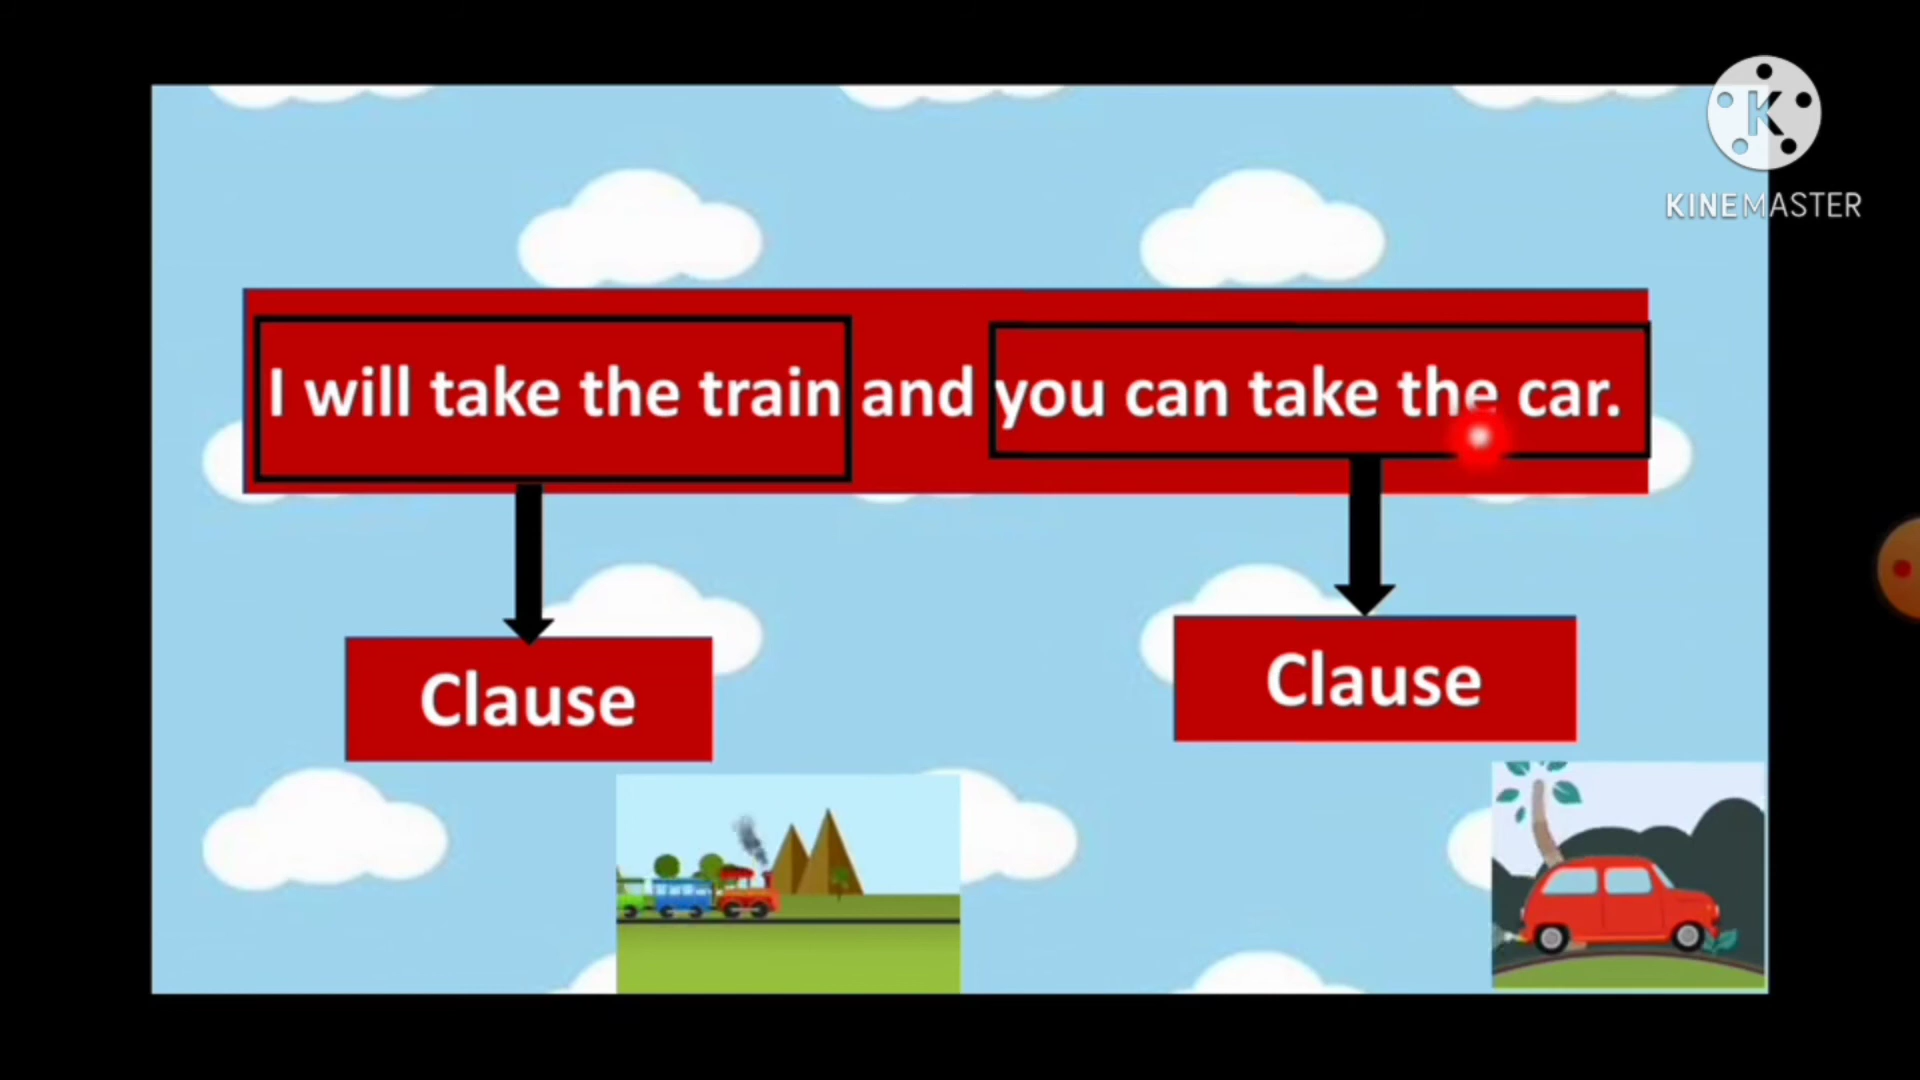 K
KINEMASTER
I will take the train and you can take the car.
Clause
Clause